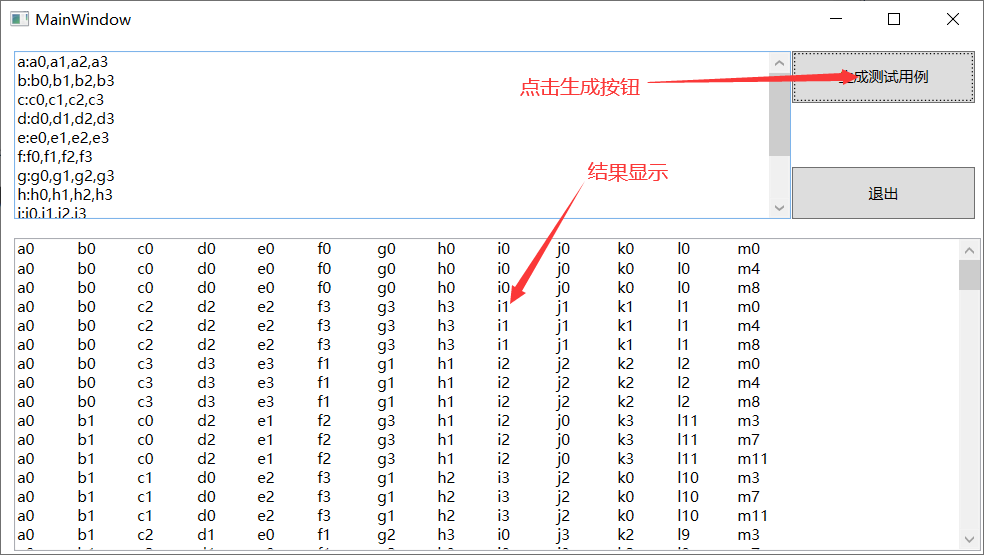 MainWindow
a:a0,a1,a2,a3
b:b0,b1,b2,b3
c:c0,c1,c2,c3
d:d0,d1,d2,d3
e:e0,e1,e2,e3
f:f0,f1,f2,f3
g:g0,g1,g2,g3
h:h0,h1,h2,h3
i:i0,i1,i2,i3
点击生成按钮
生成测试用例
结果显示
退出
a0 b0 c0 d0 e0 f0 g0 h0 i0 j0 k0 l0 m0
a0 b0 c0 d0 e0 f0 g0 h0 i0 j0 k0 l0 m4
a0 b0 c0 d0 e0 f0 g0 h0 i0 j0 k0 l0 m8
a0 b0 c2 d2 e2 f3 g3 h3 i1 j1 k1 l1 m0
a0 b0 c2 d2 e2 f3 g3 h3 i1 j1 k1 l1 m4
a0 b0 c2 d2 e2 f3 g3 h3 i1 j1 k1 l1 m8
a0 b0 c3 d3 e3 f1 g1 h1 i2 j2 k2 l2 m0
a0 b0 c3 d3 e3 f1 g1 h1 i2 j2 k2 l2 m4
a0 b0 c3 d3 e3 f1 g1 h1 i2 j2 k2 l2 m8
a0 b1 c0 d2 e1 f2 g3 h1 i2 j0 k3 l11 m3
a0 b1 c0 d2 e1 f2 g3 h1 i2 j0 k3 l11 m7
a0 b1 c0 d2 e1 f2 g3 h1 i2 j0 k3 l11 m11
a0 b1 c1 d0 e2 f3 g1 h2 i3 j2 k0 l10 m3
a0 b1 c1 d0 e2 f3 g1 h2 i3 j2 k0 l10 m7
a0 b1 c1 d0 e2 f3 g1 h2 i3 j2 k0 l10 m11
a0 b1 c2 d1 e0 f1 g2 h3 i0 j3 k2 l9 m3